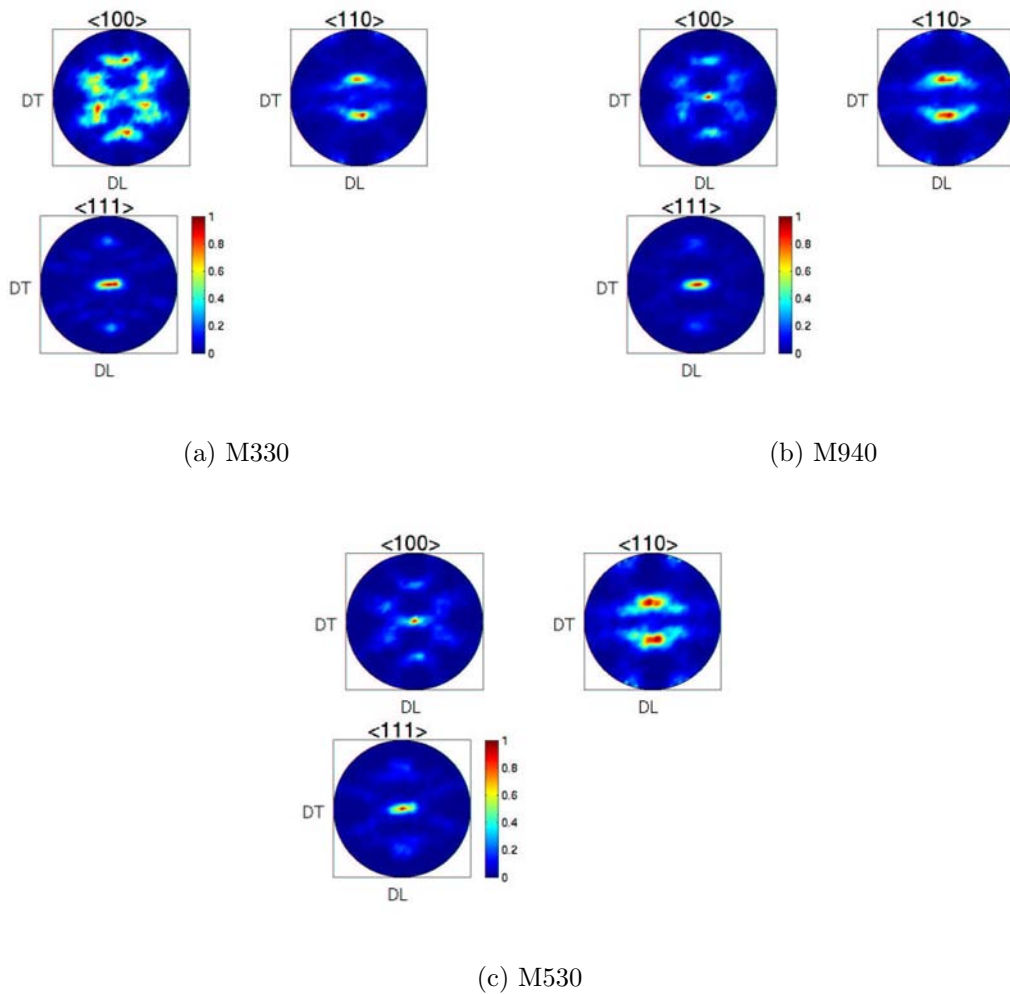 <100>
<110>
DT
DT
DL
DL
<111>
1
0.8
0.6
0.4
0.2
0
DT
DL
(a) M330
<100>
<110>
DT
DT
DL
DL
<111>
1
0.8
0.6
0.4
0.2
0
DT
DL
(b) M940
<100>
<110>
DT
DT
DL
DL
<111>
1
0.8
0.6
0.4
0.2
0
DT
DL
(c) M530